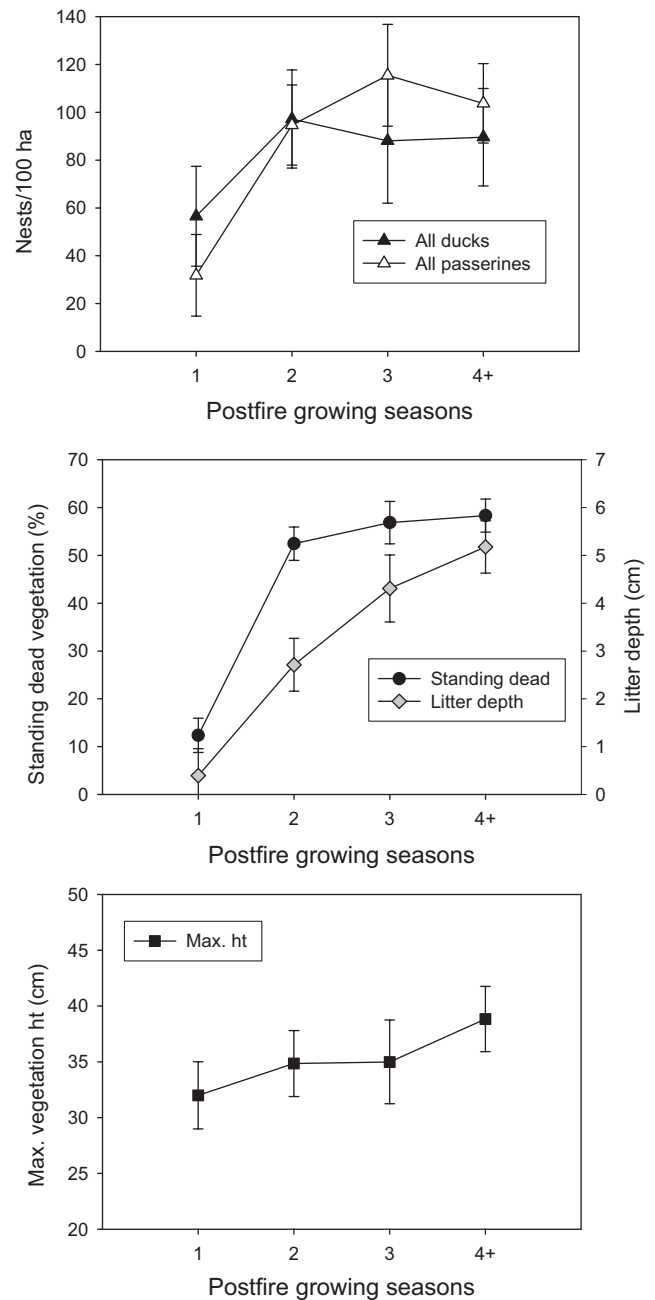 140
120
100
80
60
40
20
0
Nests/100 ha
All ducks
All passerines
1 2 3 4+
Postfire growing seasons
70
60
50
40
30
20
10
0
Standing dead vegetation (%)
7
6
5
4
3
2
1
0
Litter depth (cm)
Standing dead
Litter depth
1 2 3 4+
Postfire growing seasons
50
45
40
35
30
25
20
Max. vegetation ht (cm)
Max. ht
1 2 3 4+
Postfire growing seasons